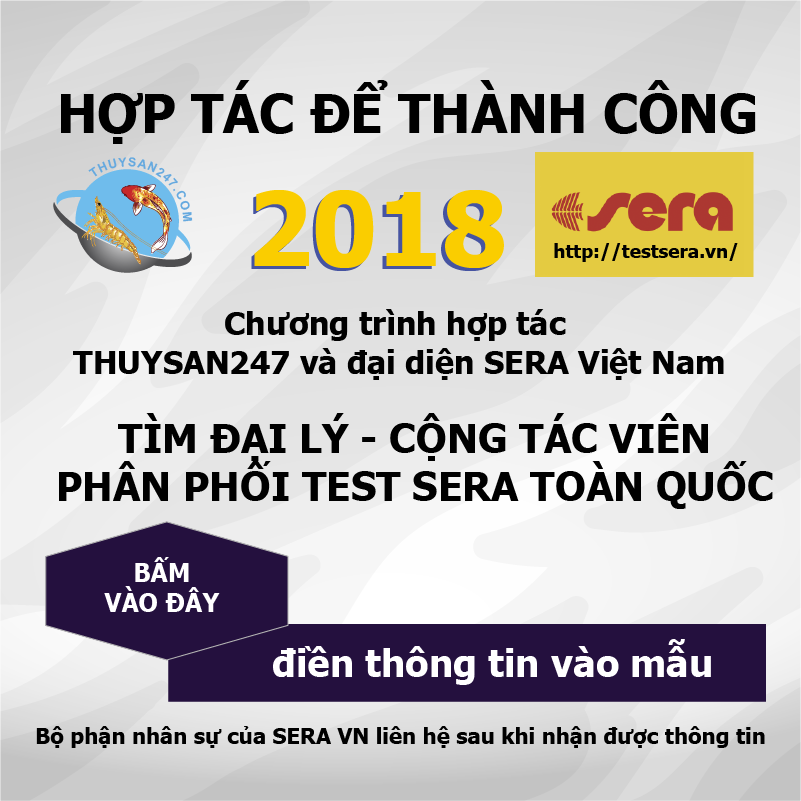 HỢP TÁC ĐỂ THÀNH CÔNG
THUYSAN247.COM
2018
sera
http://testsera.vn/
Chương trình hợp tác
THUYSAN247 và đại diện SERA Việt Nam
TÌM ĐẠI LÝ - CỘNG TÁC VIÊN
PHÂN PHỐI TEST SERA TOÀN QUỐC
BẤM
VÀO ĐÂY
điền thông tin vào mẫu
Bộ phận nhân sự của SERA VN liên hệ sau khi nhận được thông tin